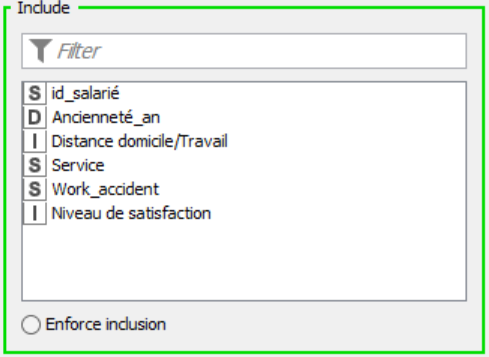 Include
Filter
S id_salarié
D Ancienneté_an
I Distance domicile/Travail
S Service
S Work_accident
I Niveau de satisfaction
Enforce inclusion